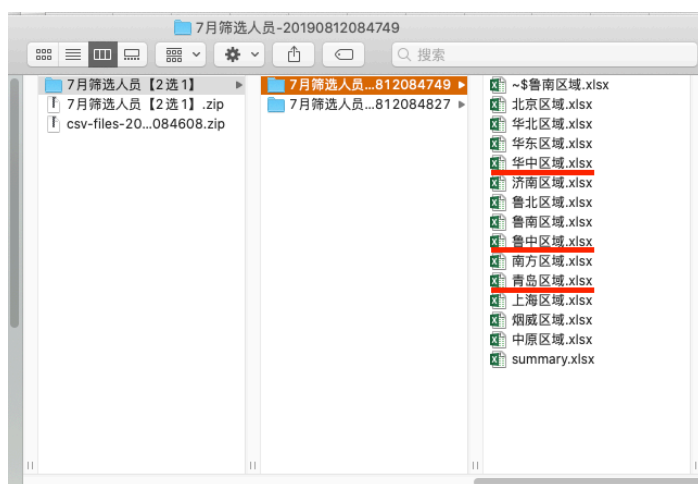 7月筛选人员-20190812084749
搜索
7月筛选人员【2选1】
7月筛选人员【2选1】.zip
csv-files-20...084608.zip
7月筛选人员...812084749
7月筛选人员...812084827
~$鲁南区域.xlsx
北京区域.xlsx
华北区域.xlsx
华东区域.xlsx
华中区域.xlsx
济南区域.xlsx
鲁北区域.xlsx
鲁南区域.xlsx
鲁中区域.xlsx
南方区域.xlsx
青岛区域.xlsx
上海区域.xlsx
烟威区域.xlsx
中原区域.xlsx
summary.xlsx